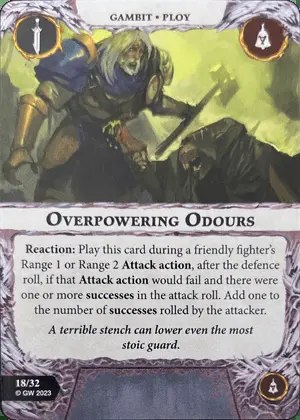 GAMBIT • PLOY
OVERPOWERING ODOURS
Reaction: Play this card during a friendly fighter's
Range 1 or Range 2 Attack action, after the defence
roll, if that Attack action would fail and there were
one or more successes in the attack roll. Add one to
the number of successes rolled by the attacker.
A terrible stench can lower even the most
stoic guard.
18/32
© GW 2023